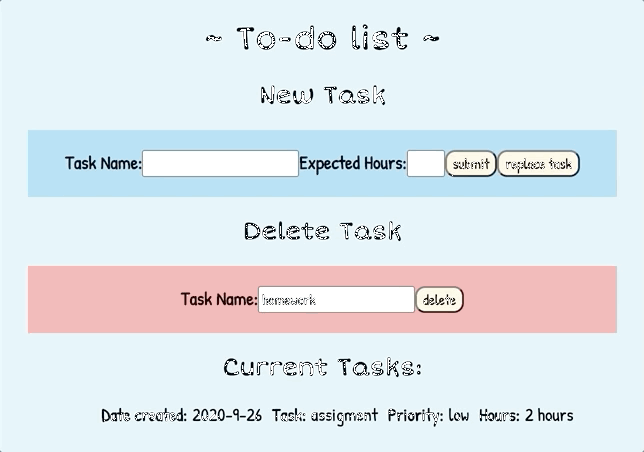 ~ To-do list ~
New Task
Task Name: Expected Hours: submit replace task
Delete Task
Task Name: homework delete
Current Tasks:
Date created: 2020-9-26 Task: assigment Priority: low Hours: 2 hours